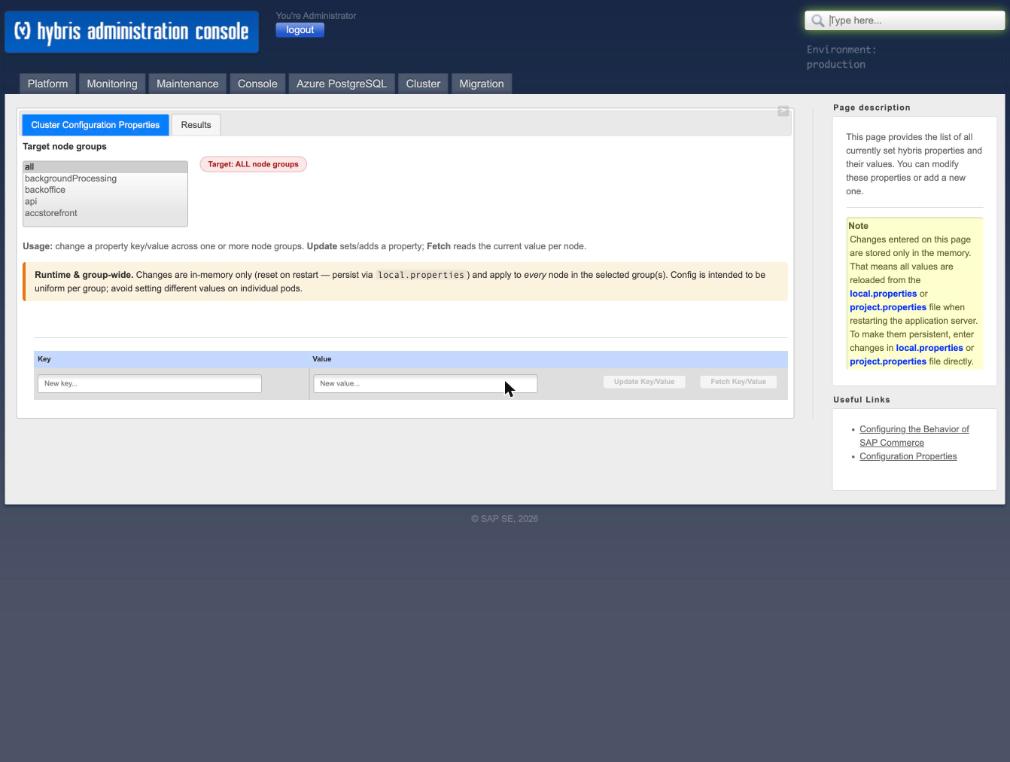 hybris administration console
You're Administrator
logout
Type here...
Environment:
production
Platform
Monitoring
Maintenance
Console
Azure PostgreSQL
Cluster
Migration
Cluster Configuration Properties
Results
Target node groups
all
backgroundProcessing
backoffice
api
accstorefront
Target: ALL node groups
Usage: change a property key/value across one or more node groups. Update sets/adds a property; Fetch reads the current value per node.
Runtime & group-wide. Changes are in-memory only (reset on restart — persist via local.properties) and apply to every node in the selected group(s). Config is intended to be
uniform per group; avoid setting different values on individual pods.
Key
Value
New key...
New value...
Update Key/Value
Fetch Key/Value
Page description
This page provides the list of all
currently set hybris properties and
their values. You can modify
these properties or add a new
one.
Note
Changes entered on this page
are stored only in the memory.
That means all values are
reloaded from the
local.properties or
project.properties file when
restarting the application server.
To make them persistent, enter
changes in local.properties or
project.properties file directly.
Useful Links
• Configuring the Behavior of
SAP Commerce
• Configuration Properties
© SAP SE, 2026